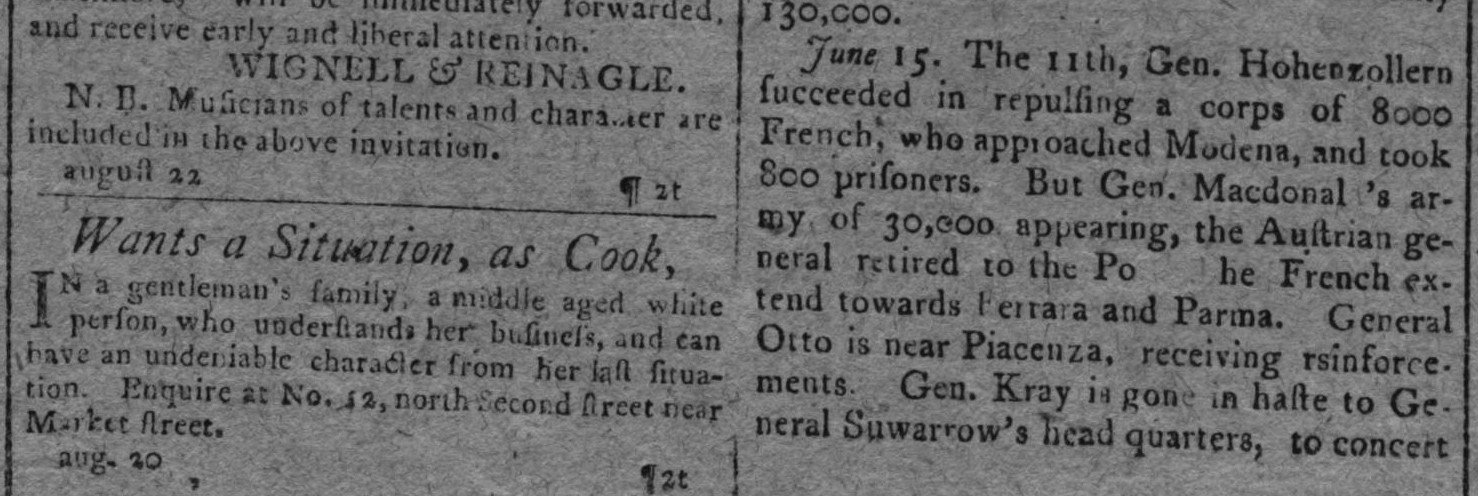 will be immediately forwarded,
and receive early and liberal attention.
WIGNELL & REINAGLE.
N. B. Muſicians of talents and are
included in the above invitation.
auguſt 22
¶ 2t
Wants a Situation, as Cook,
IN a gentleman's family, a middle aged white
perſon, who underſtands her buſineſs, and can
have an undeniable character from her laſt ſitua-
tion. Enquire at No. 12, north Second ſtreet near
Market ſtreet.
aug. 20
¶2t
130,000.
June 15. The 11th, Gen. Hohenzollern
ſucceeded in repulſing a corps of 8000
French, who approached Modena, and took
800 priſoners. But Gen. Macdonal 's ar-
my of 30,000 appearing, the Auſtrian ge-
neral retired to the Po he French ex-
tend towards Ferrara and Parma. General
Otto is near Piacenza, receiving rsinforce-
ments. Gen. Kray is gone in haſte to Ge-
neral Suwarrow's head quarters, to concert